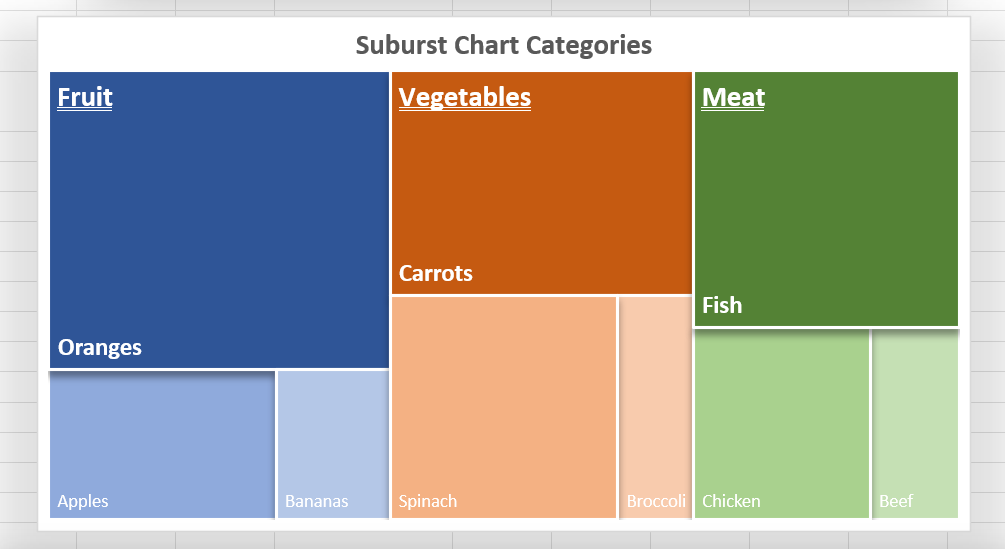 Suburst Chart Categories
Fruit
Vegetables
Meat
Carrots
Fish
Oranges
Apples
Bananas
Spinach
Broccoli
Chicken
Beef